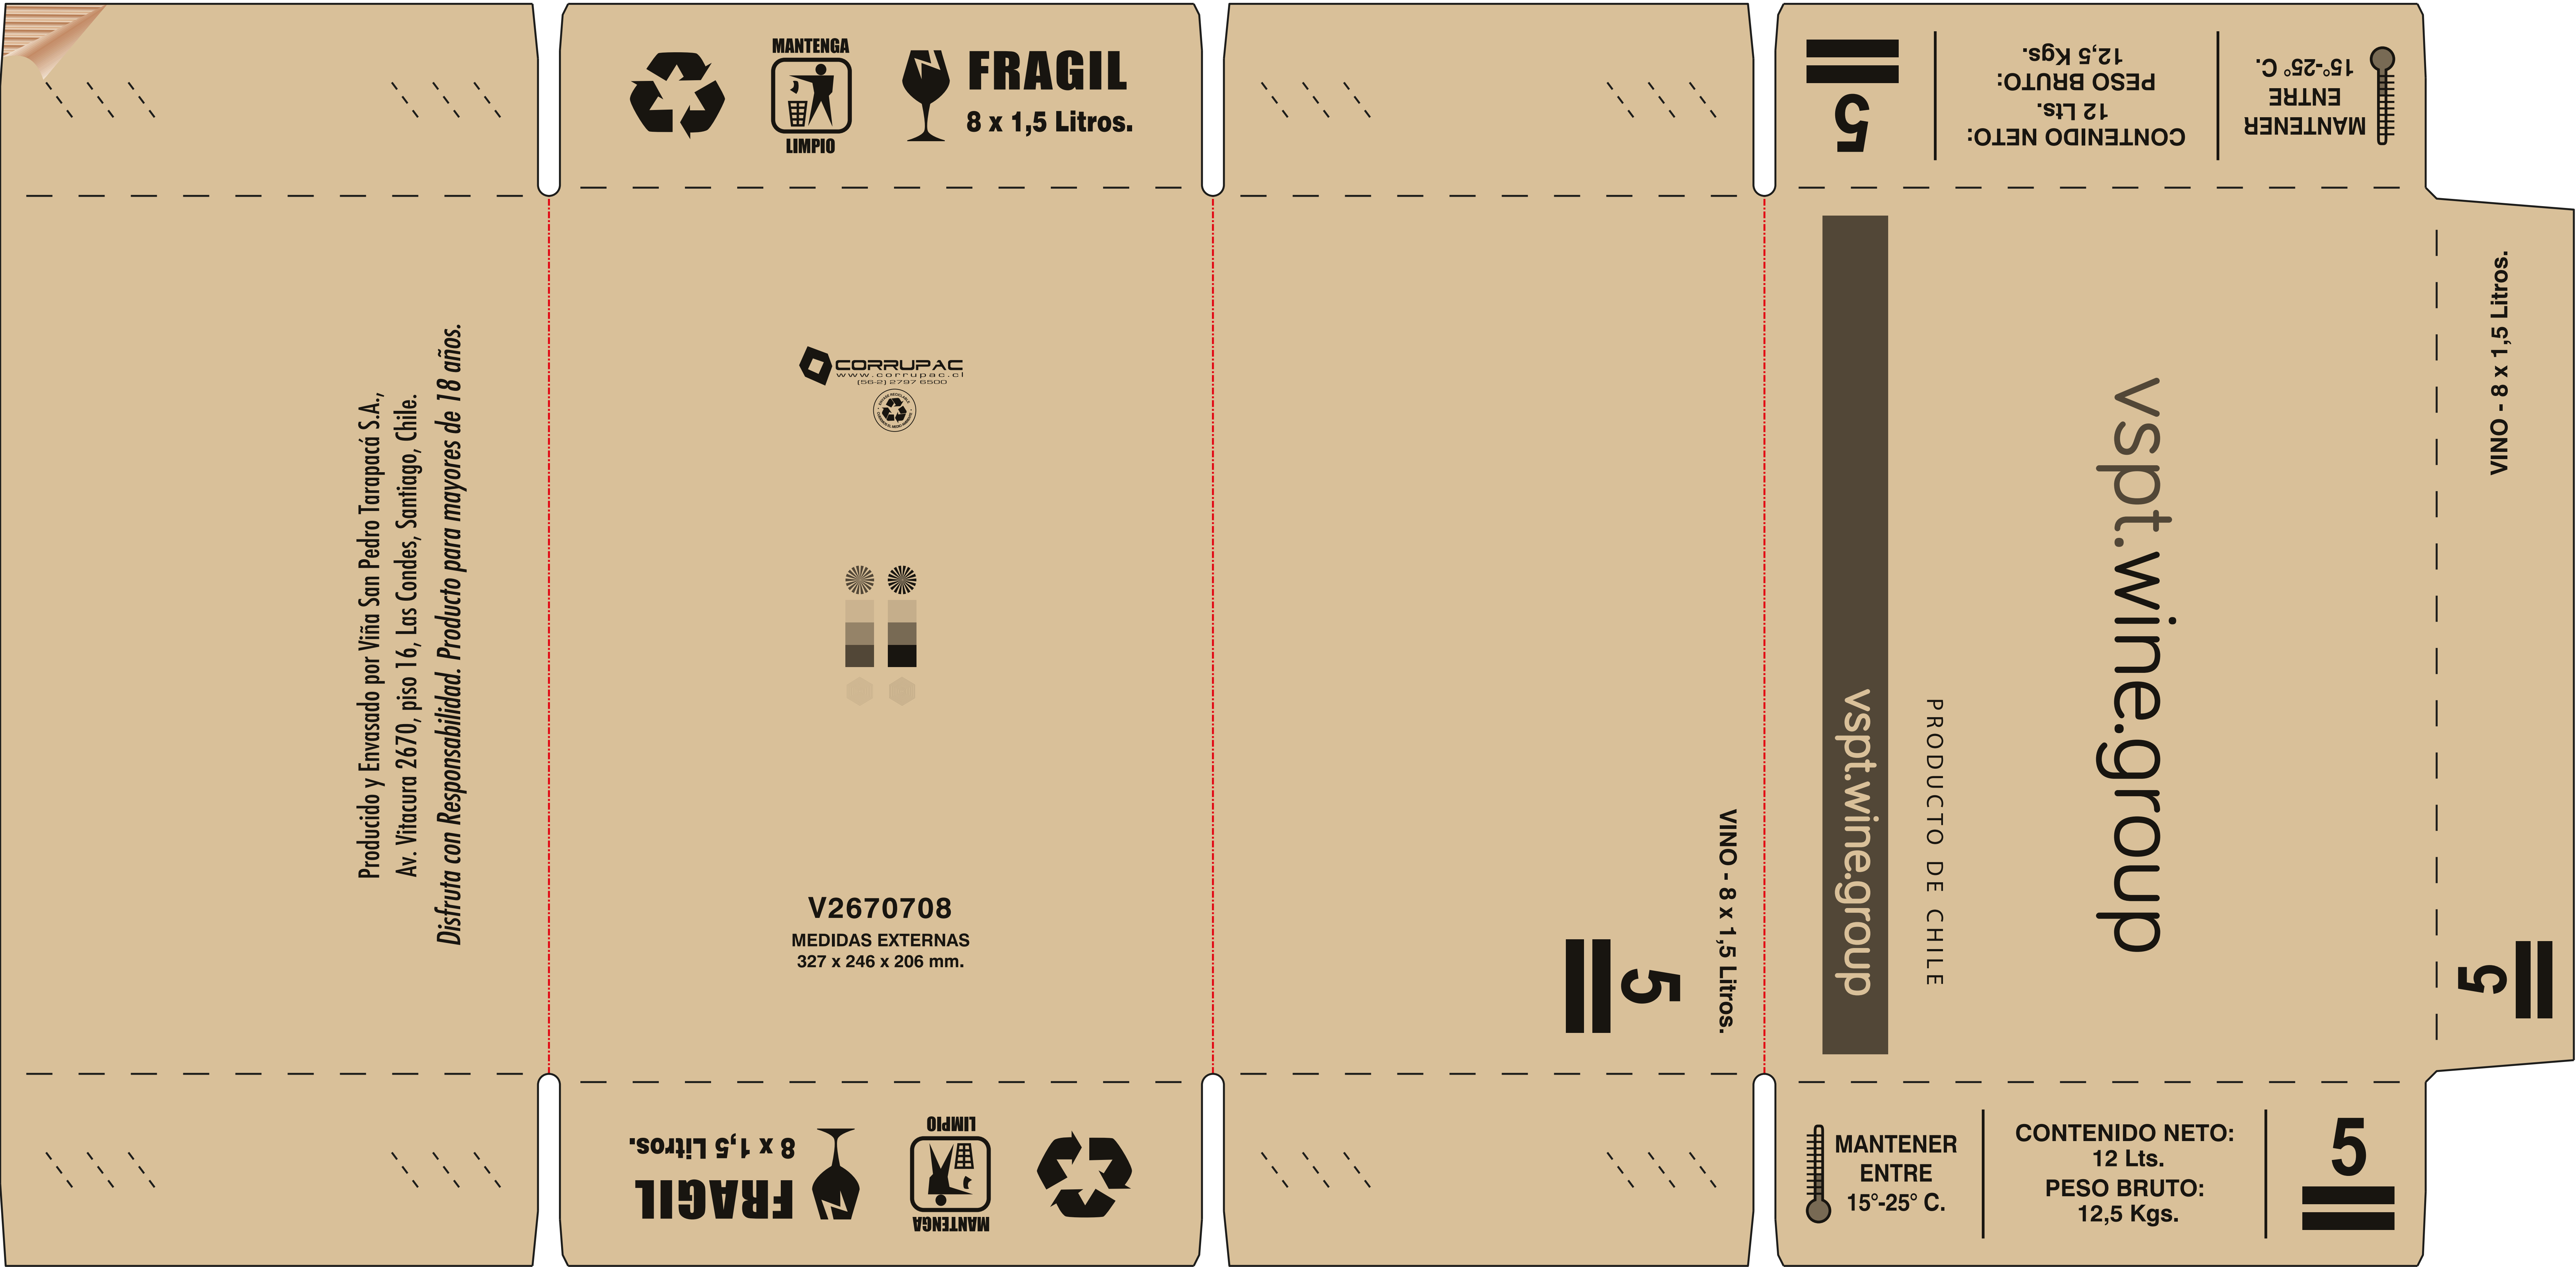 MANTENGA
LIMPIO
FRAGIL
8 x 1,5 Litros.
5
CONTENIDO NETO:
12 Lts.
PESO BRUTO:
12,5 Kgs.
MANTENER
ENTRE
15°-25° C.
Producido y Envasado por Viña San Pedro Tarapacá S.A.,
Av. Vitacura 2670, piso 16, Las Condes, Santiago, Chile.
Disfruta con Responsabilidad. Producto para mayores de 18 años.
CORRUPAC
www.corrupac.cl
(56-2) 2797 6500
V2670708
MEDIDAS EXTERNAS
327 x 246 x 206 mm.
5
VINO - 8 x 1,5 Litros.
vspt.wine.group
PRODUCTO DE CHILE
vspt.wine.group
VINO - 8 x 1,5 Litros.
5
FRAGIL
8 x 1,5 Litros.
MANTENGA
LIMPIO
MANTENER
ENTRE
15°-25° C.
CONTENIDO NETO:
12 Lts.
PESO BRUTO:
12,5 Kgs.
5